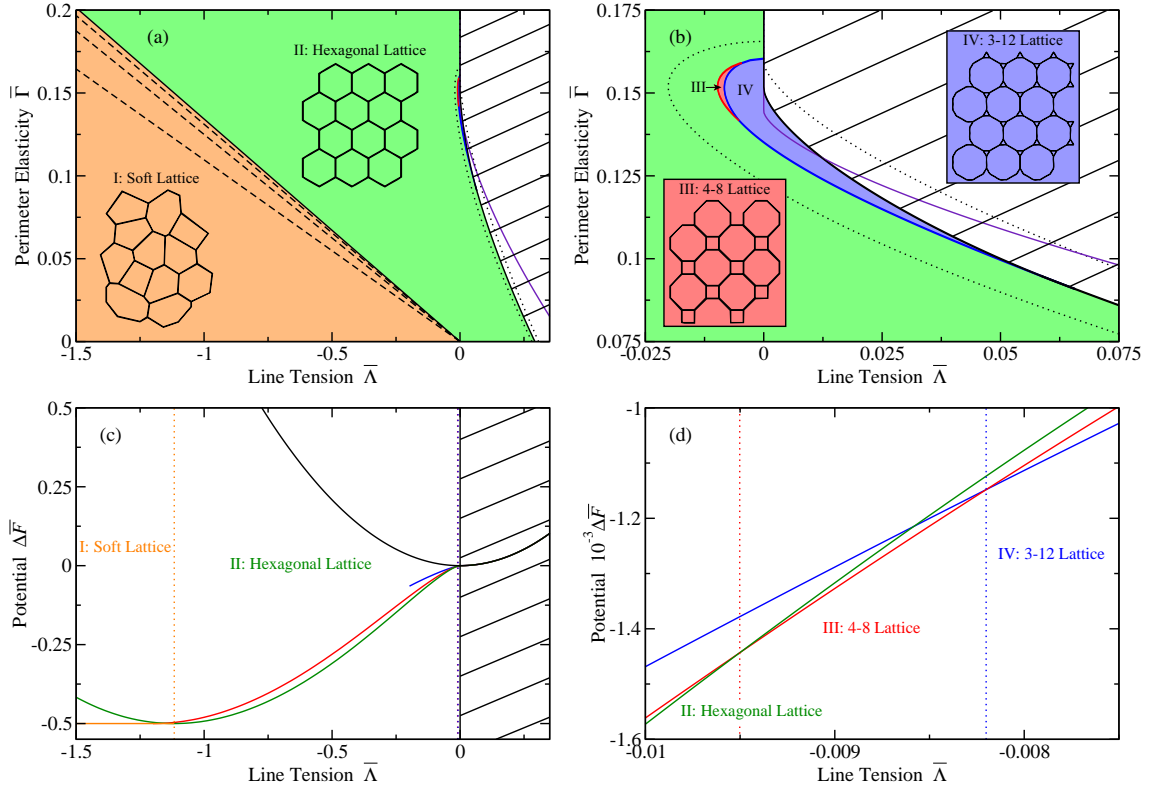 (a)
II: Hexagonal Lattice
I: Soft Lattice
Perimeter Elasticity Γ̅
0.2
0.15
0.1
0.05
0
-1.5
-1
-0.5
0
Line Tension Λ̅
(b)
IV: 3-12 Lattice
III
IV
III: 4-8 Lattice
Perimeter Elasticity Γ̅
0.175
0.15
0.125
0.1
0.075
-0.025
0
0.025
0.05
0.075
Line Tension Λ̅
(c)
I: Soft Lattice
II: Hexagonal Lattice
Potential ΔF̅
0.5
0.25
0
-0.25
-0.5
-1.5
-1
-0.5
0
Line Tension Λ̅
(d)
IV: 3-12 Lattice
III: 4-8 Lattice
II: Hexagonal Lattice
Potential 10⁻³ΔF̅
-1
-1.2
-1.4
-1.6
-0.01
-0.009
-0.008
Line Tension Λ̅